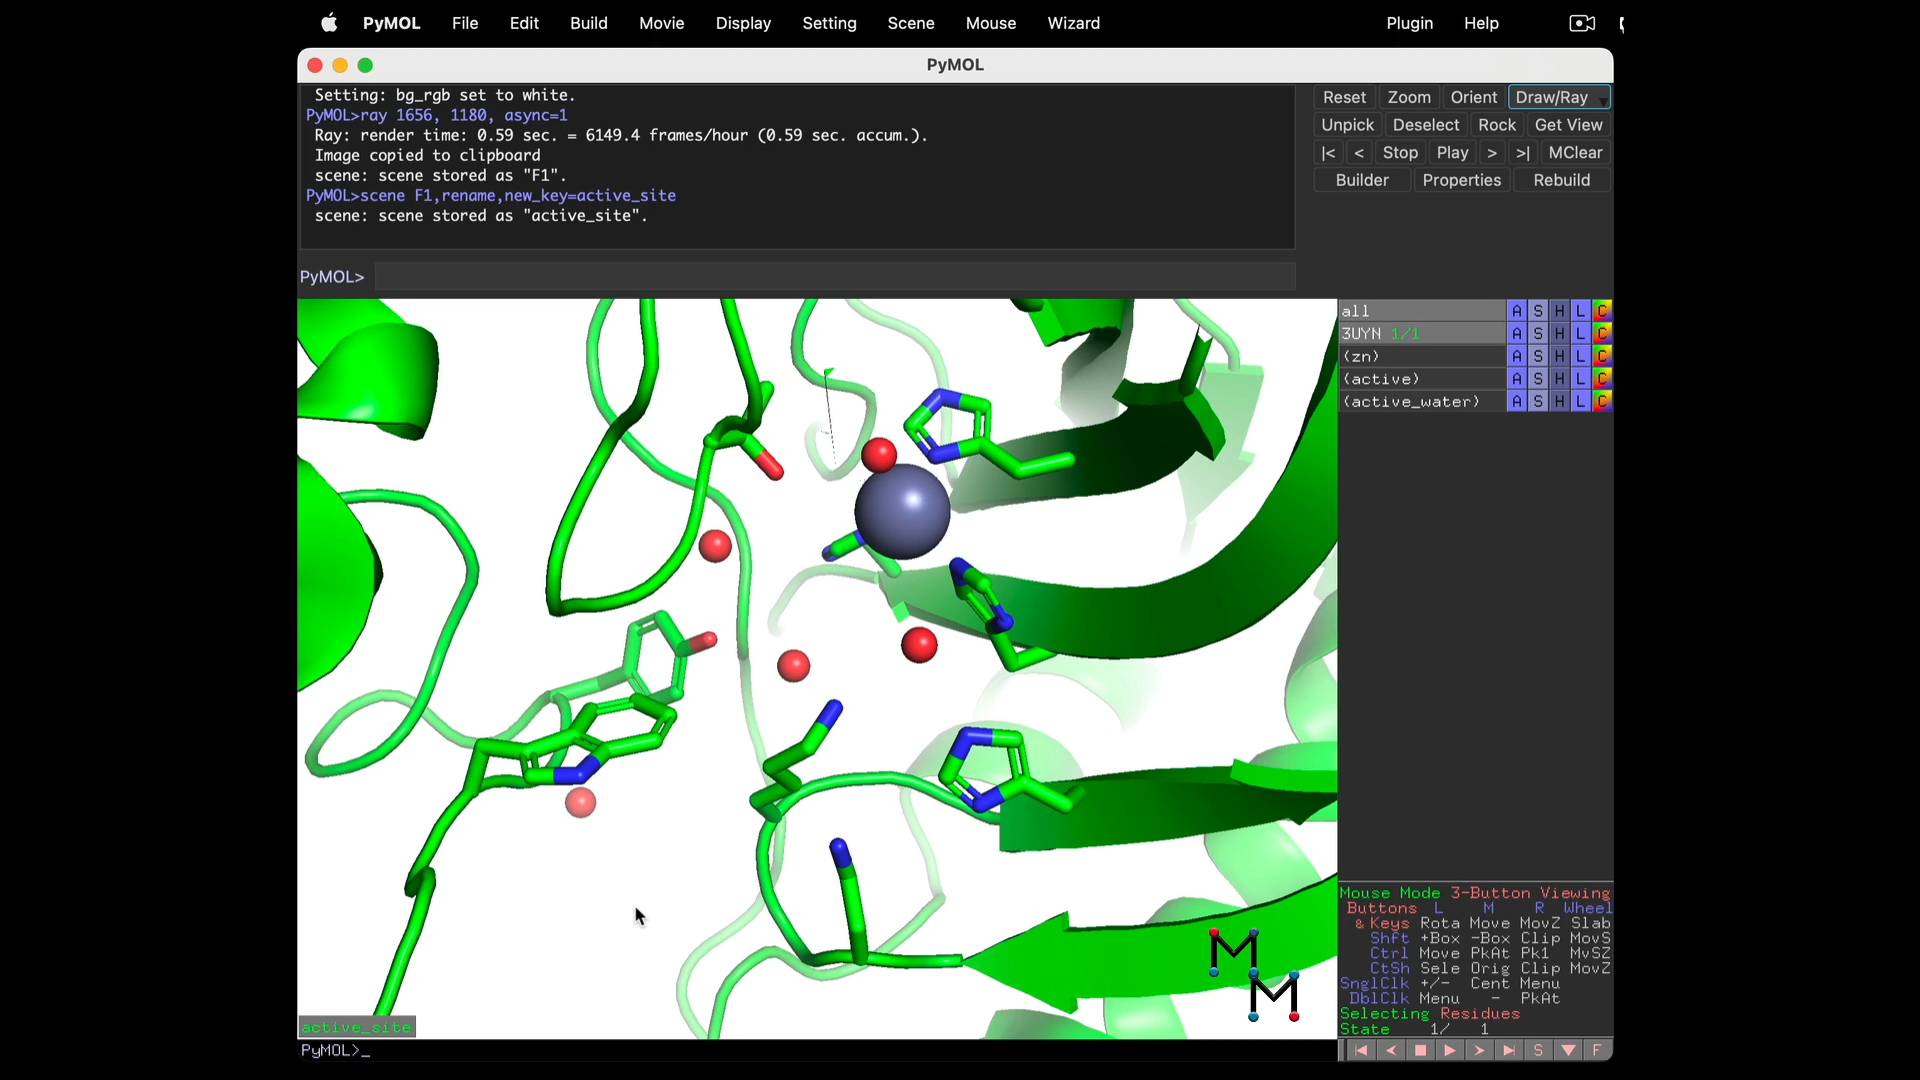 PyMOL File Edit Build Movie Display Setting Scene Mouse Wizard Plugin Help
PyMOL
Setting: bg_rgb set to white.
PyMOL>ray 1656, 1180, async=1
Ray: render time: 0.59 sec. = 6149.4 frames/hour (0.59 sec. accum.).
Image copied to clipboard
scene: scene stored as "F1".
PyMOL>scene F1,rename,new_key=active_site
scene: scene stored as "active_site".
PyMOL>
Reset Zoom Orient Draw/Ray
Unpick Deselect Rock Get View
|< < Stop Play > >| MClear
Builder Properties Rebuild
all A S H L C
3UYN 1/1 A S H L C
(zn) A S H L C
(active) A S H L C
(active_water) A S H L C
M
M
Mouse Mode 3-Button Viewing
Buttons L M R Wheel
& Keys Rota Move MovZ Slab
Shft +Box -Box Clip MovS
Ctrl Move PkAt Pk1 MvSZ
CtSh Sele Orig Clip MovZ
SnglClk +/- Cent Menu
DblClk Menu - PkAt
Selecting Residues
State 1/ 1
active_site
PyMOL>_
S F